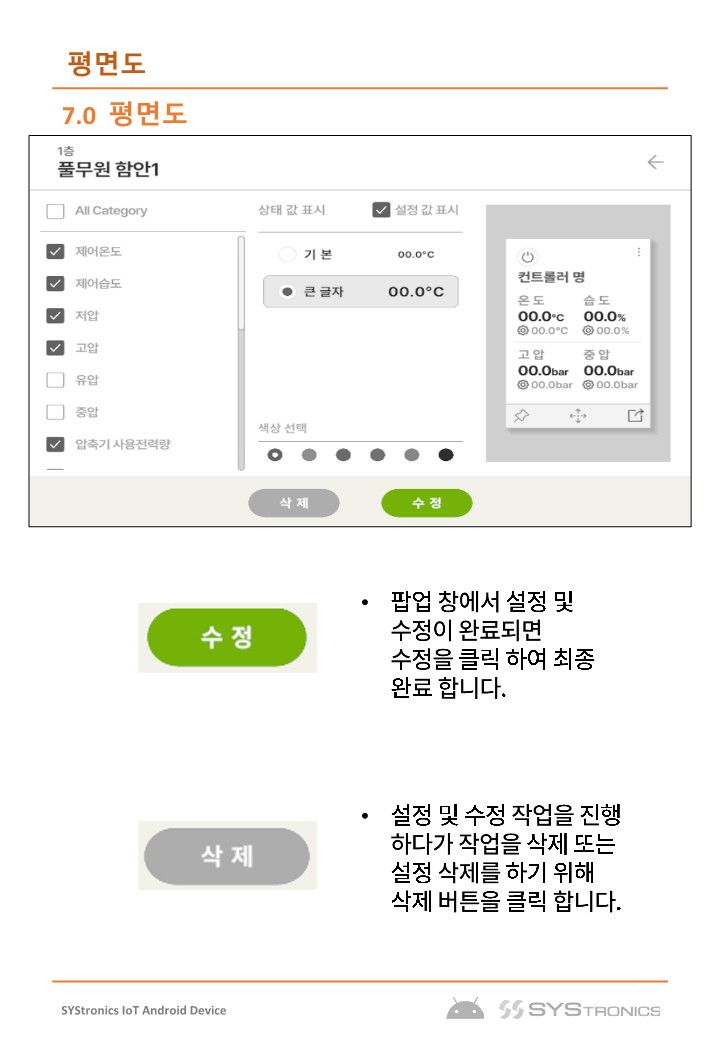 평면도
7.0 평면도
1층
풀무원 함안1
All Category
제어온도
제어습도
저압
고압
유압
중압
압축기 사용전력량
상태 값 표시
설정 값 표시
기 본 00.0°C
큰 글자 00.0°C
색상 선택
컨트롤러 명
온 도 습 도
00.0°C 00.0%
00.0°C 00.0%
고 압 중 압
00.0bar 00.0bar
00.0bar 00.0bar
삭 제
수 정
수 정
• 팝업 창에서 설정 및
수정이 완료되면
수정을 클릭 하여 최종
완료 합니다.
삭 제
• 설정 및 수정 작업을 진행
하다가 작업을 삭제 또는
설정 삭제를 하기 위해
삭제 버튼을 클릭 합니다.
SYStronics IoT Android Device
SYSTRONICS